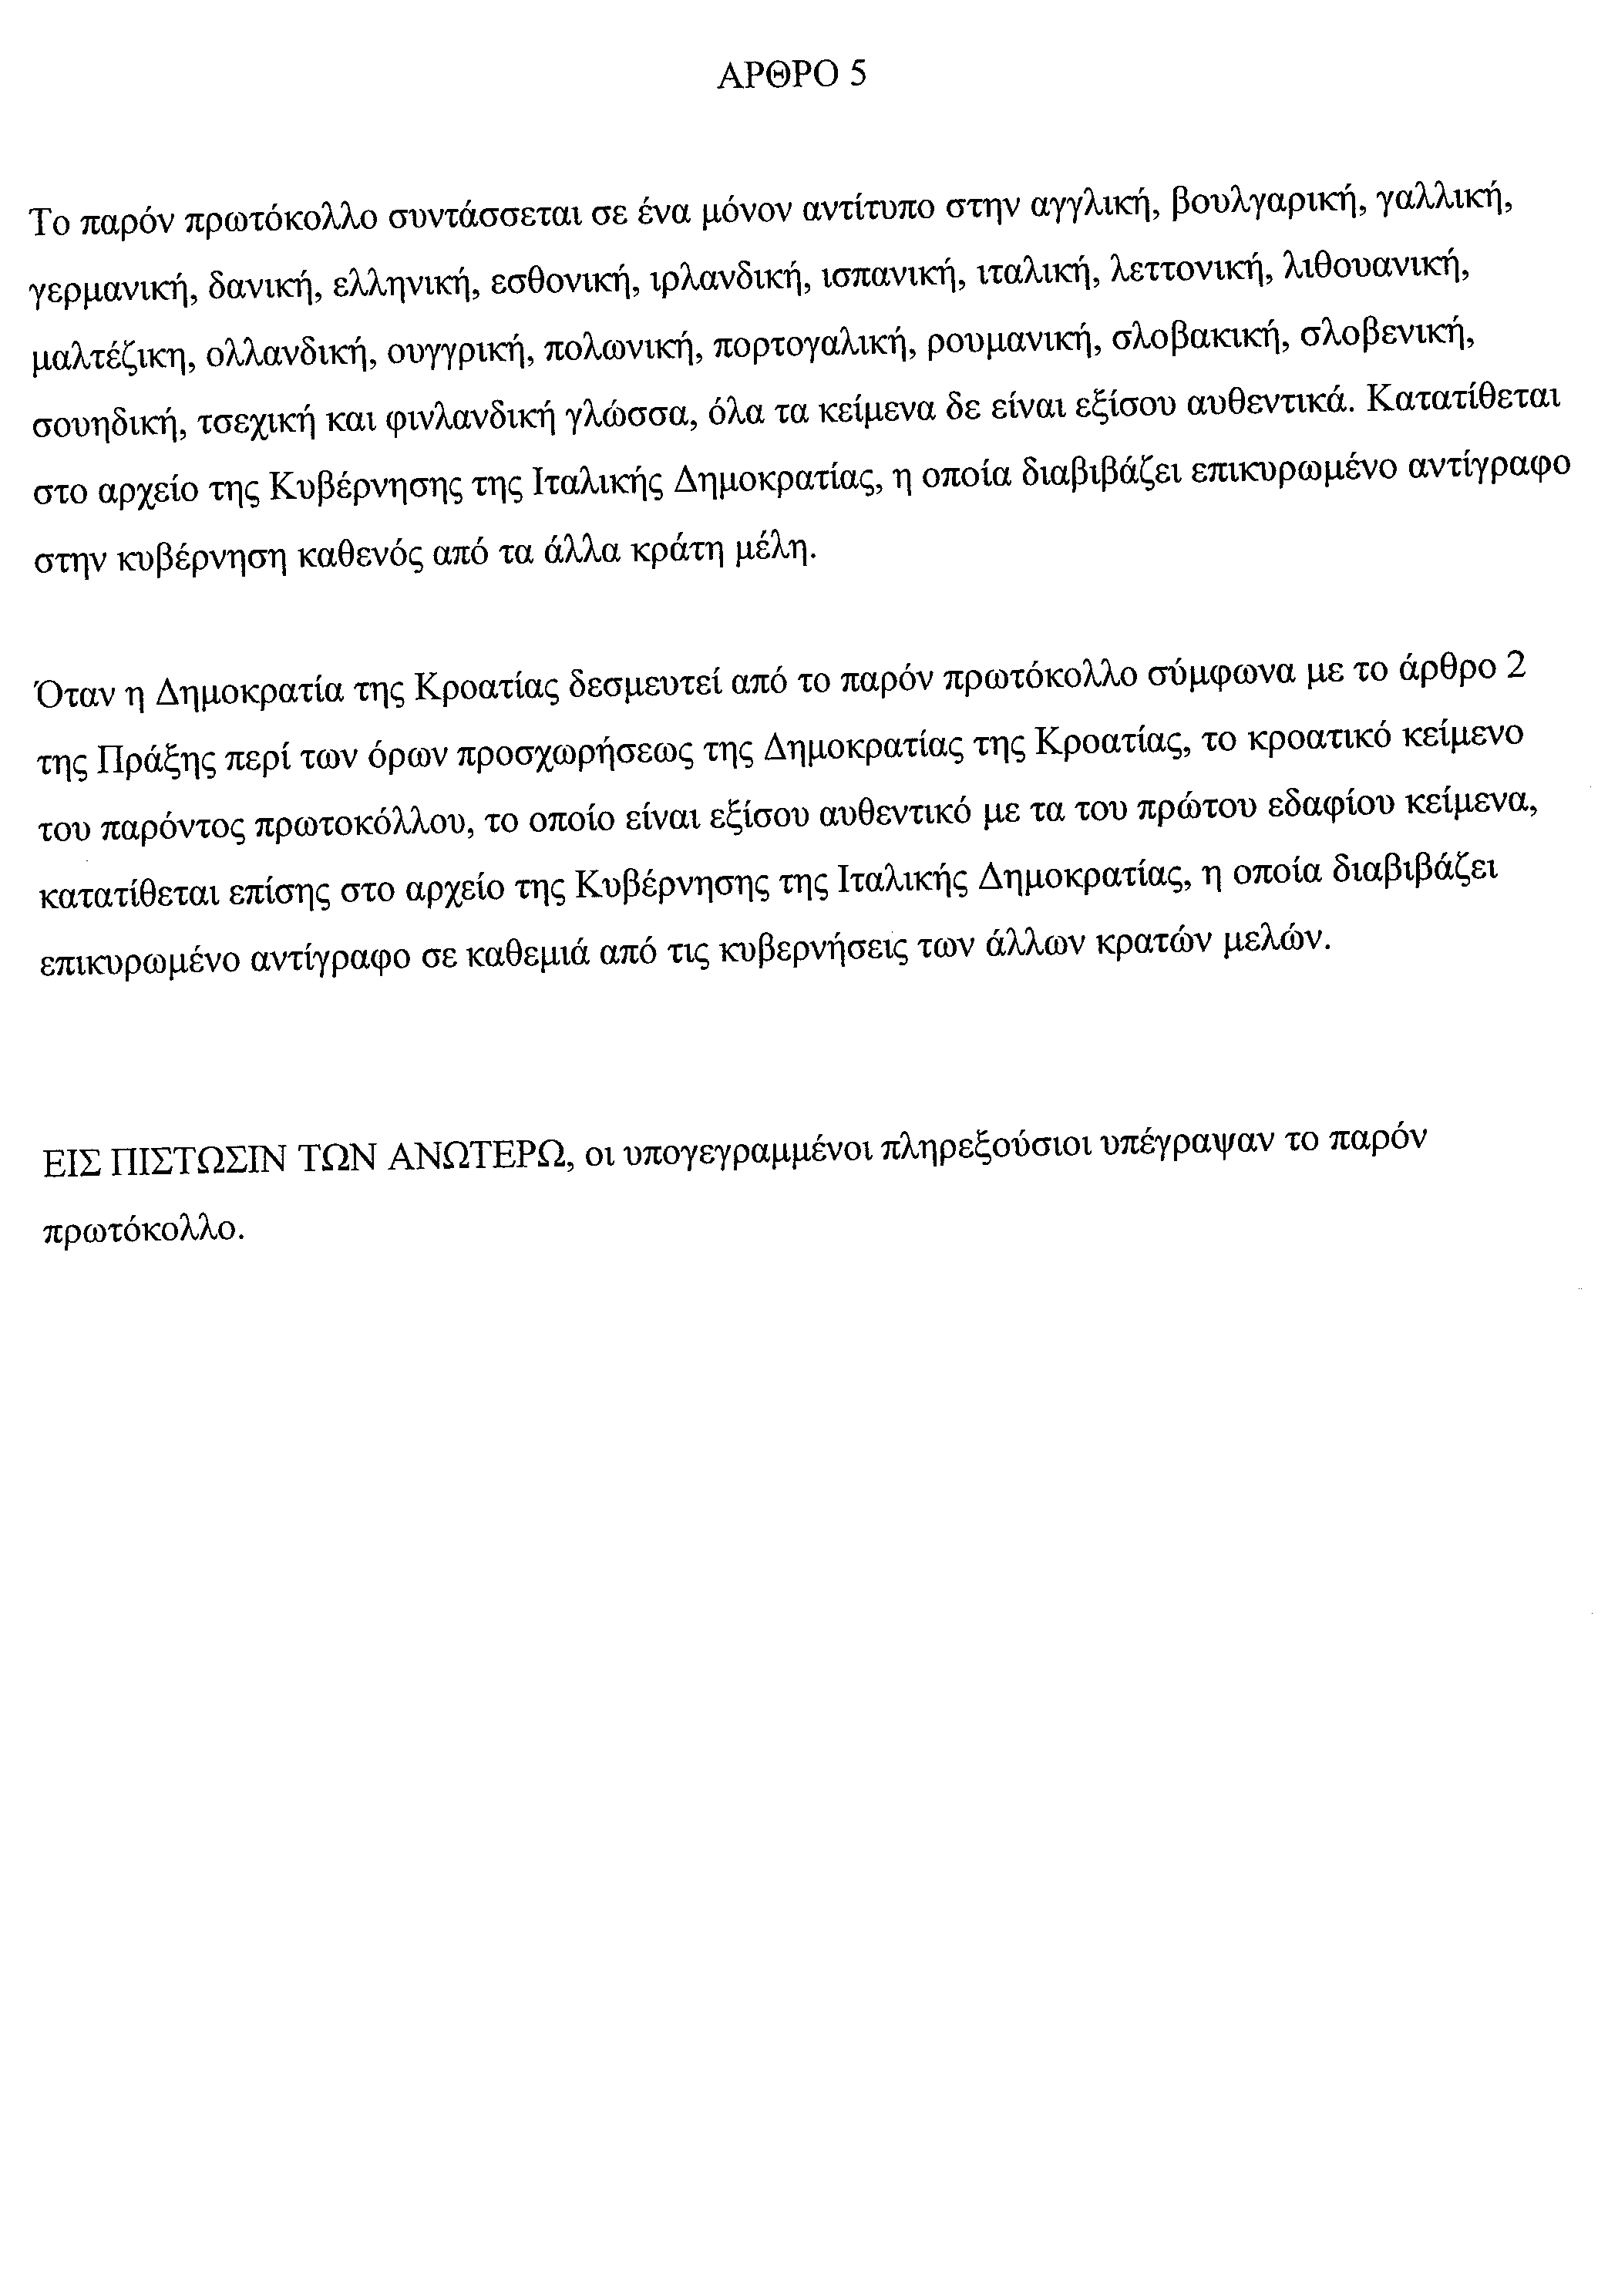 ΑΡΘΡΟ 5
Το παρόν πρωτόκολλο συντάσσεται σε ένα μόνον αντίτυπο στην αγγλική, βουλγαρική, γαλλική,
γερμανική, δανική, ελληνική, εσθονική, ιρλανδική, ισπανική, ιταλική, λεττονική, λιθουανική,
μαλτέζικη, ολλανδική, ουγγρική, πολωνική, πορτογαλική, ρουμανική, σλοβακική, σλοβενική,
σουηδική, τσεχική και φινλανδική γλώσσα, όλα τα κείμενα δε είναι εξίσου αυθεντικά. Κατατίθεται
στο αρχείο της Κυβέρνησης της Ιταλικής Δημοκρατίας, η οποία διαβιβάζει επικυρωμένο αντίγραφο
στην κυβέρνηση καθενός από τα άλλα κράτη μέλη.
Όταν η Δημοκρατία της Κροατίας δεσμευτεί από το παρόν πρωτόκολλο σύμφωνα με το άρθρο 2
της Πράξης περί των όρων προσχωρήσεως της Δημοκρατίας της Κροατίας, το κροατικό κείμενο
του παρόντος πρωτοκόλλου, το οποίο είναι εξίσου αυθεντικό με τα του πρώτου εδαφίου κείμενα,
κατατίθεται επίσης στο αρχείο της Κυβέρνησης της Ιταλικής Δημοκρατίας, η οποία διαβιβάζει
επικυρωμένο αντίγραφο σε καθεμιά από τις κυβερνήσεις των άλλων κρατών μελών.
ΕΙΣ ΠΙΣΤΩΣΙΝ ΤΩΝ ΑΝΩΤΕΡΩ, οι υπογεγραμμένοι πληρεξούσιοι υπέγραψαν το παρόν
πρωτόκολλο.